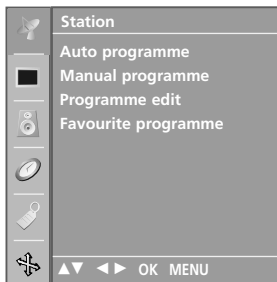 Station
Auto programme
Manual programme
Programme edit
Favourite programme
▲▼ ◄► OK MENU